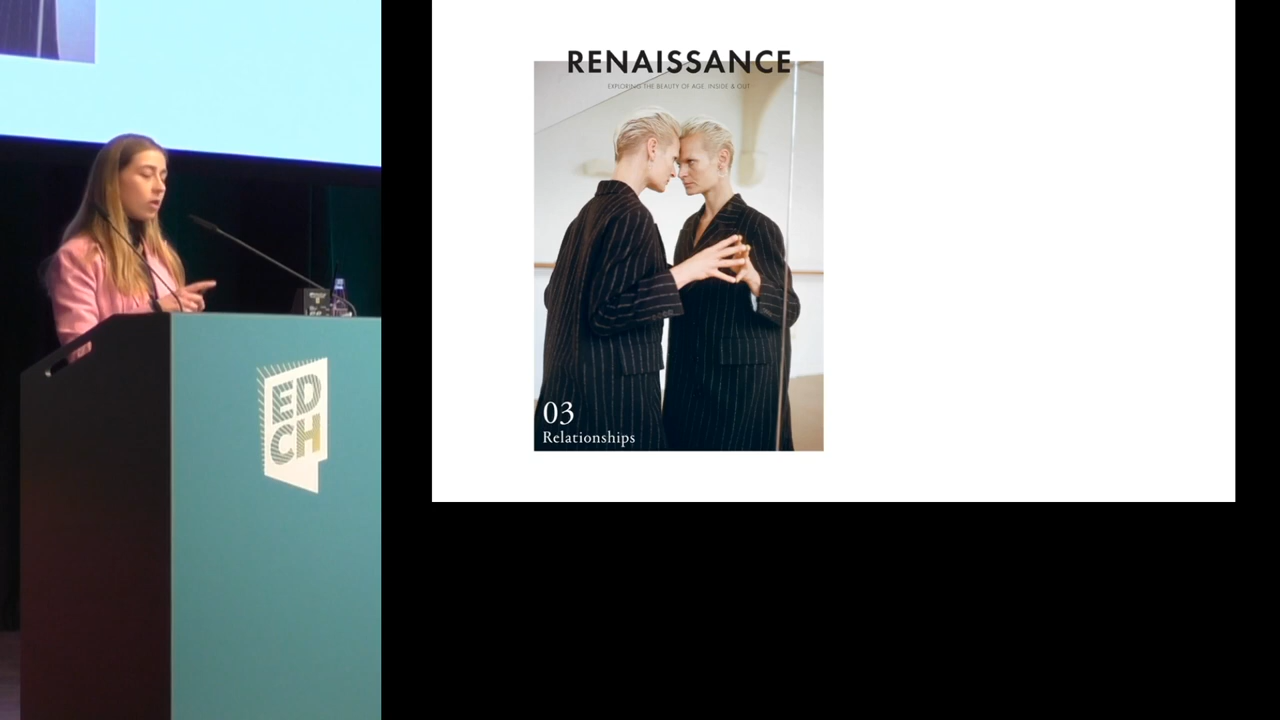 RENAISSANCE
EXPLORING THE BEAUTY OF AGE, INSIDE & OUT
03
Relationships
ED
CH